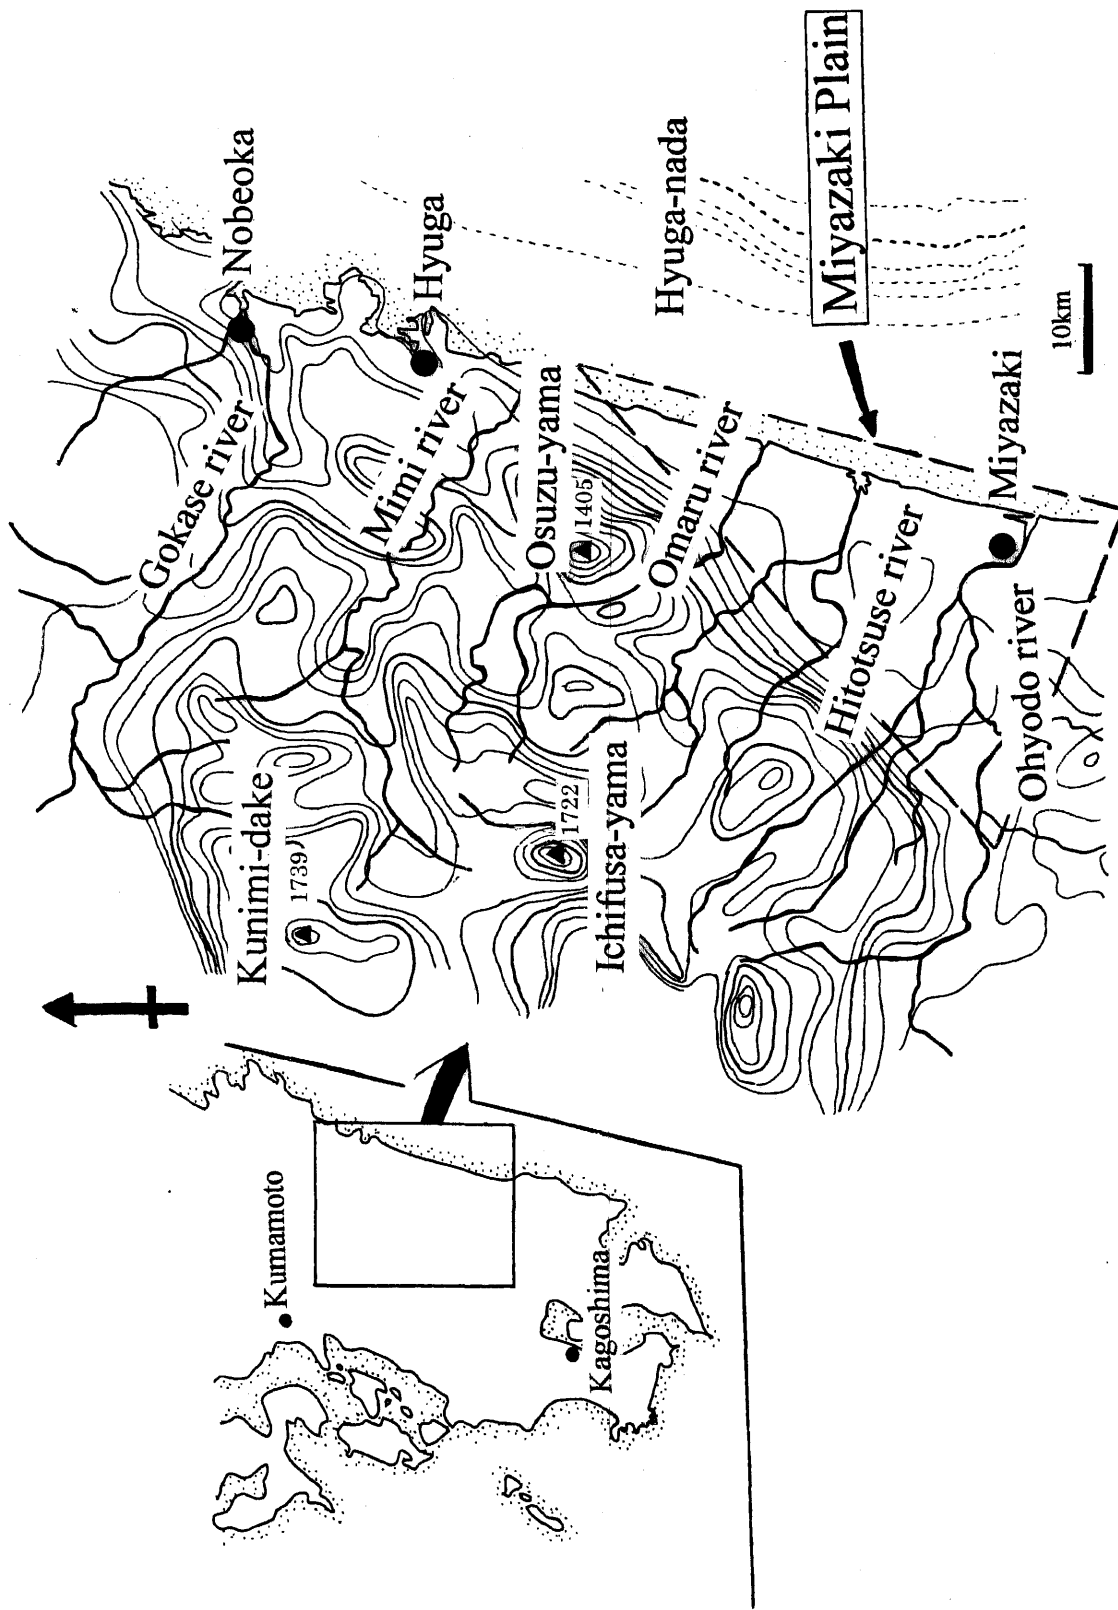 Kumamoto
Kagoshima
Kunimi-dake
1739
Ichifusa-yama
1722
Gokase river
Nobeoka
Mimi river
Hyuga
Osuzu-yama
1405
Omaru river
Hyuga-nada
Hitotsuse river
Miyazaki Plain
Ohyodo river
Miyazaki
10km